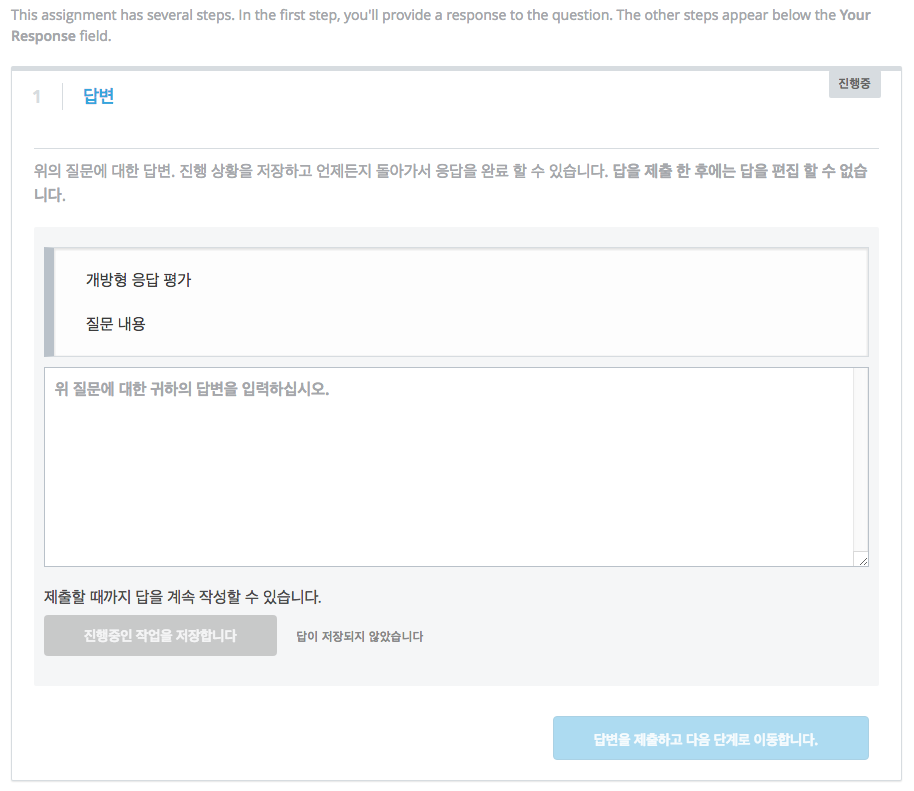 This assignment has several steps. In the first step, you'll provide a response to the question. The other steps appear below the Your
Response field.
진행중
1 답변
위의 질문에 대한 답변. 진행 상황을 저장하고 언제든지 돌아가서 응답을 완료 할 수 있습니다. 답을 제출 한 후에는 답을 편집 할 수 없습
니다.
개방형 응답 평가
질문 내용
위 질문에 대한 귀하의 답변을 입력하십시오.
제출할 때까지 답을 계속 작성할 수 있습니다.
진행중인 작업을 저장합니다 답이 저장되지 않았습니다
답변을 제출하고 다음 단계로 이동합니다.